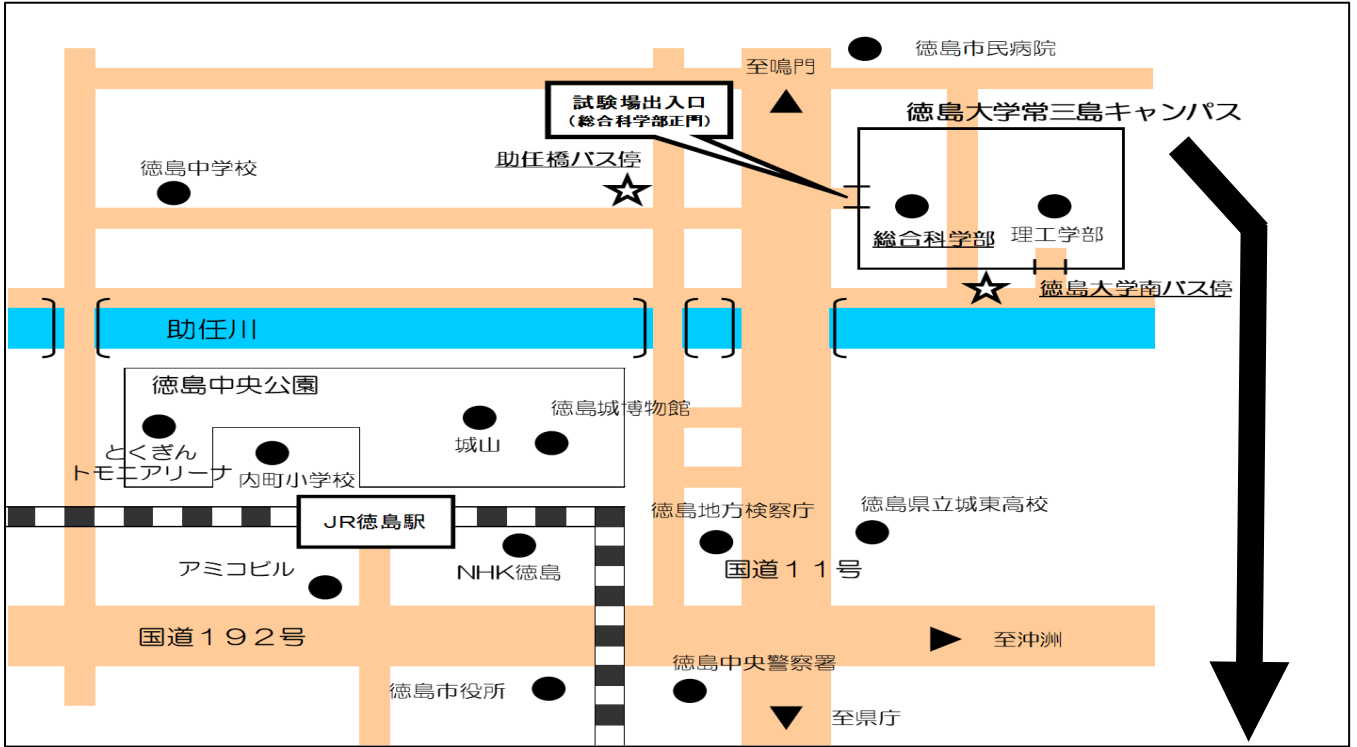 徳島市民病院
至鳴門
試験場出入口
（総合科学部正門）
徳島大学常三島キャンパス
助任橋バス停
徳島中学校
総合科学部
理工学部
徳島大学南バス停
助任川
徳島中央公園
徳島城博物館
城山
とくぎん
トモニアリーナ
内町小学校
徳島地方検察庁
徳島県立城東高校
JR徳島駅
NHK徳島
アミコビル
国道１１号
国道１９２号
至沖洲
徳島中央警察署
徳島市役所
至県庁